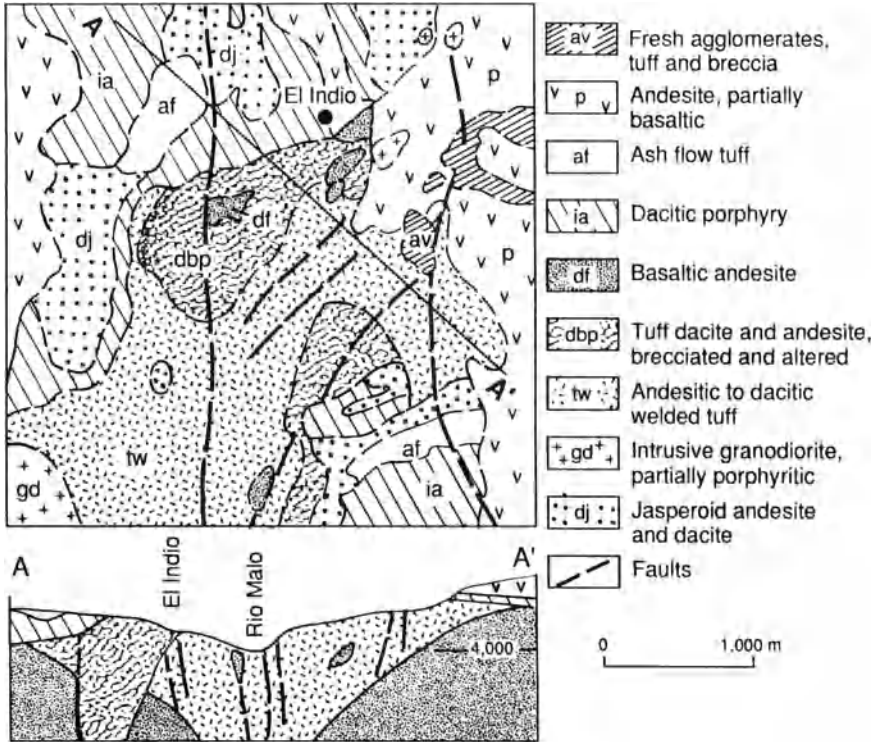 A
dj
ia
af
El Indio
p
dj
df
dbp
av
p
A
tw
af
gd
ia
av
Fresh agglomerates,
tuff and breccia
p
Andesite, partially
basaltic
af
Ash flow tuff
ia
Dacitic porphyry
df
Basaltic andesite
dbp
Tuff dacite and andesite,
brecciated and altered
tw
Andesitic to dacitic
welded tuff
gd
Intrusive granodiorite,
partially porphyritic
dj
Jasperoid andesite
and dacite
Faults
0 1,000 m
A
El Indio
Rio Malo
A'
4,000